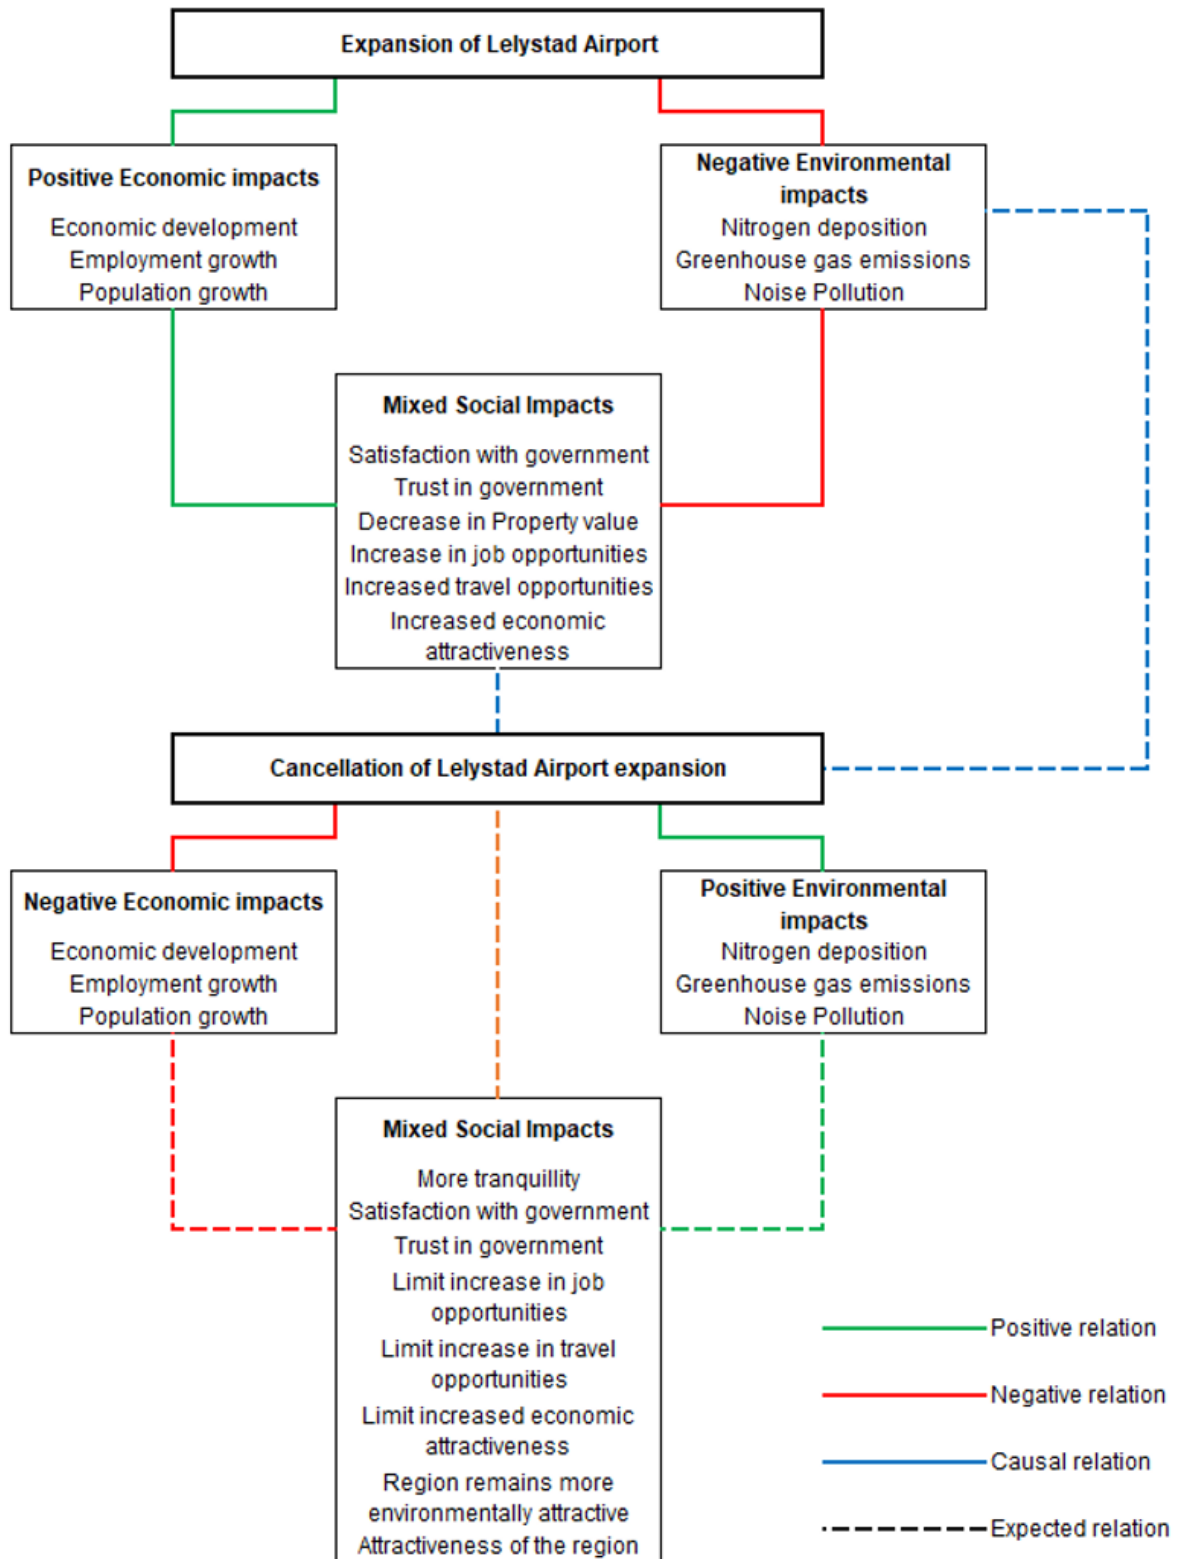 Expansion of Lelystad Airport
Positive Economic impacts
Economic development
Employment growth
Population growth
Negative Environmental
impacts
Nitrogen deposition
Greenhouse gas emissions
Noise Pollution
Mixed Social Impacts
Satisfaction with government
Trust in government
Decrease in Property value
Increase in job opportunities
Increased travel opportunities
Increased economic
attractiveness
Cancellation of Lelystad Airport expansion
Negative Economic impacts
Economic development
Employment growth
Population growth
Positive Environmental
impacts
Nitrogen deposition
Greenhouse gas emissions
Noise Pollution
Mixed Social Impacts
More tranquillity
Satisfaction with government
Trust in government
Limit increase in job
opportunities
Limit increase in travel
opportunities
Limit increased economic
attractiveness
Region remains more
environmentally attractive
Attractiveness of the region
Positive relation
Negative relation
Causal relation
Expected relation